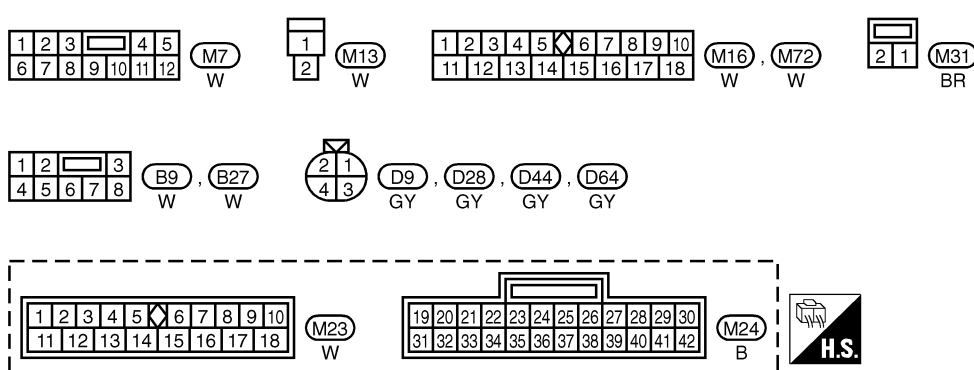 1 2 3 4 5
6 7 8 9 10 11 12
M7
W
1
2
M13
W
1 2 3 4 5 6 7 8 9 10
11 12 13 14 15 16 17 18
M16 , M72
W W
2 1
M31
BR
1 2 3
4 5 6 7 8
B9 , B27
W W
2 1
4 3
D9 , D28 , D44 , D64
GY GY GY GY
1 2 3 4 5 6 7 8 9 10
11 12 13 14 15 16 17 18
M23
W
19 20 21 22 23 24 25 26 27 28 29 30
31 32 33 34 35 36 37 38 39 40 41 42
M24
B
H.S.